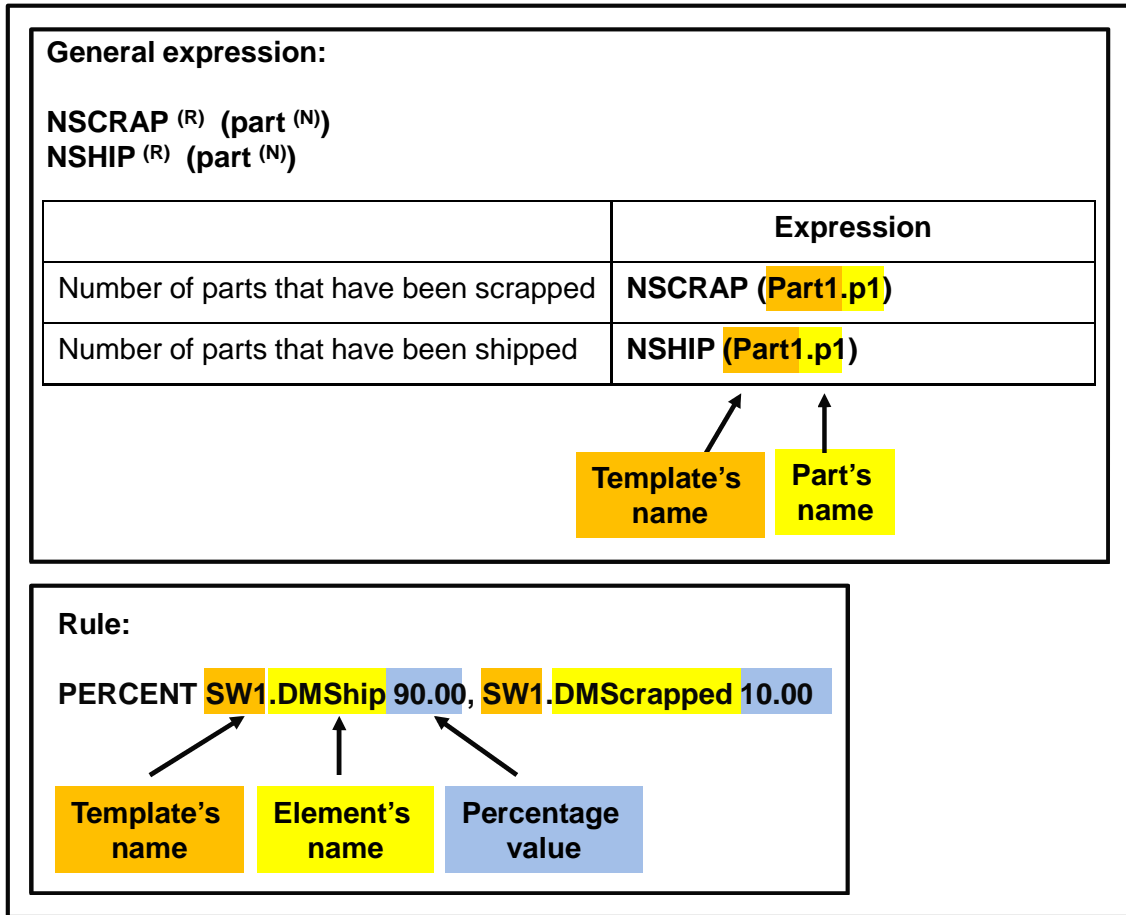 General expression:
NSCRAP (R) (part (N))
NSHIP (R) (part (N))
Expression
Number of parts that have been scrapped NSCRAP (Part1.p1)
Number of parts that have been shipped NSHIP (Part1.p1)
Template’s name
Part’s name
Rule:
PERCENT SW1.DMShip 90.00, SW1.DMScrapped 10.00
Template’s name
Element’s name
Percentage value